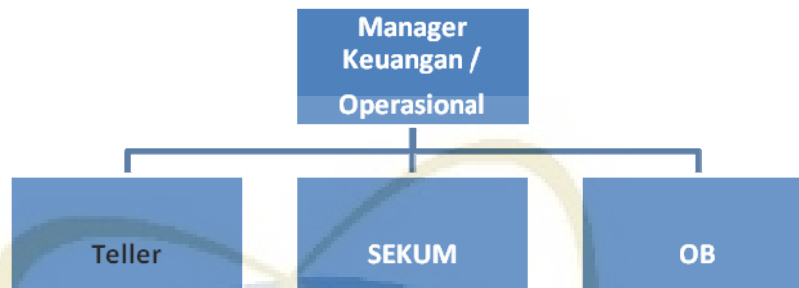 Manager
Keuangan /
Operasional
Teller
SEKUM
OB